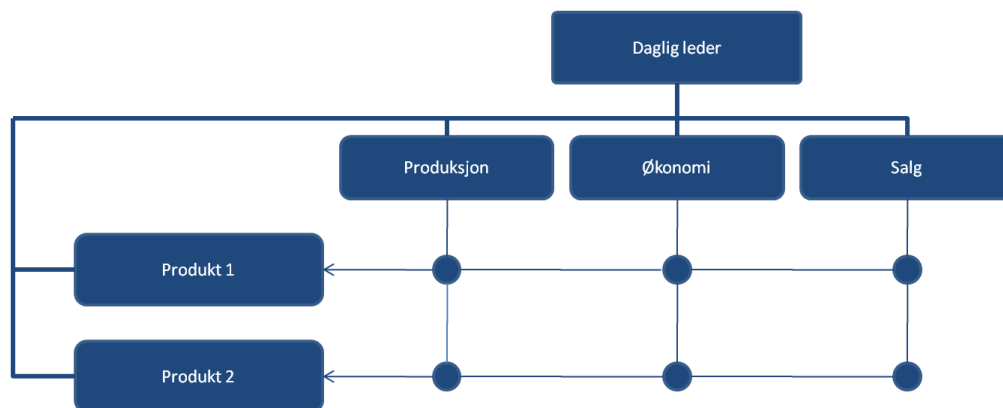 Daglig leder
Produksjon
Økonomi
Salg
Produkt 1
Produkt 2